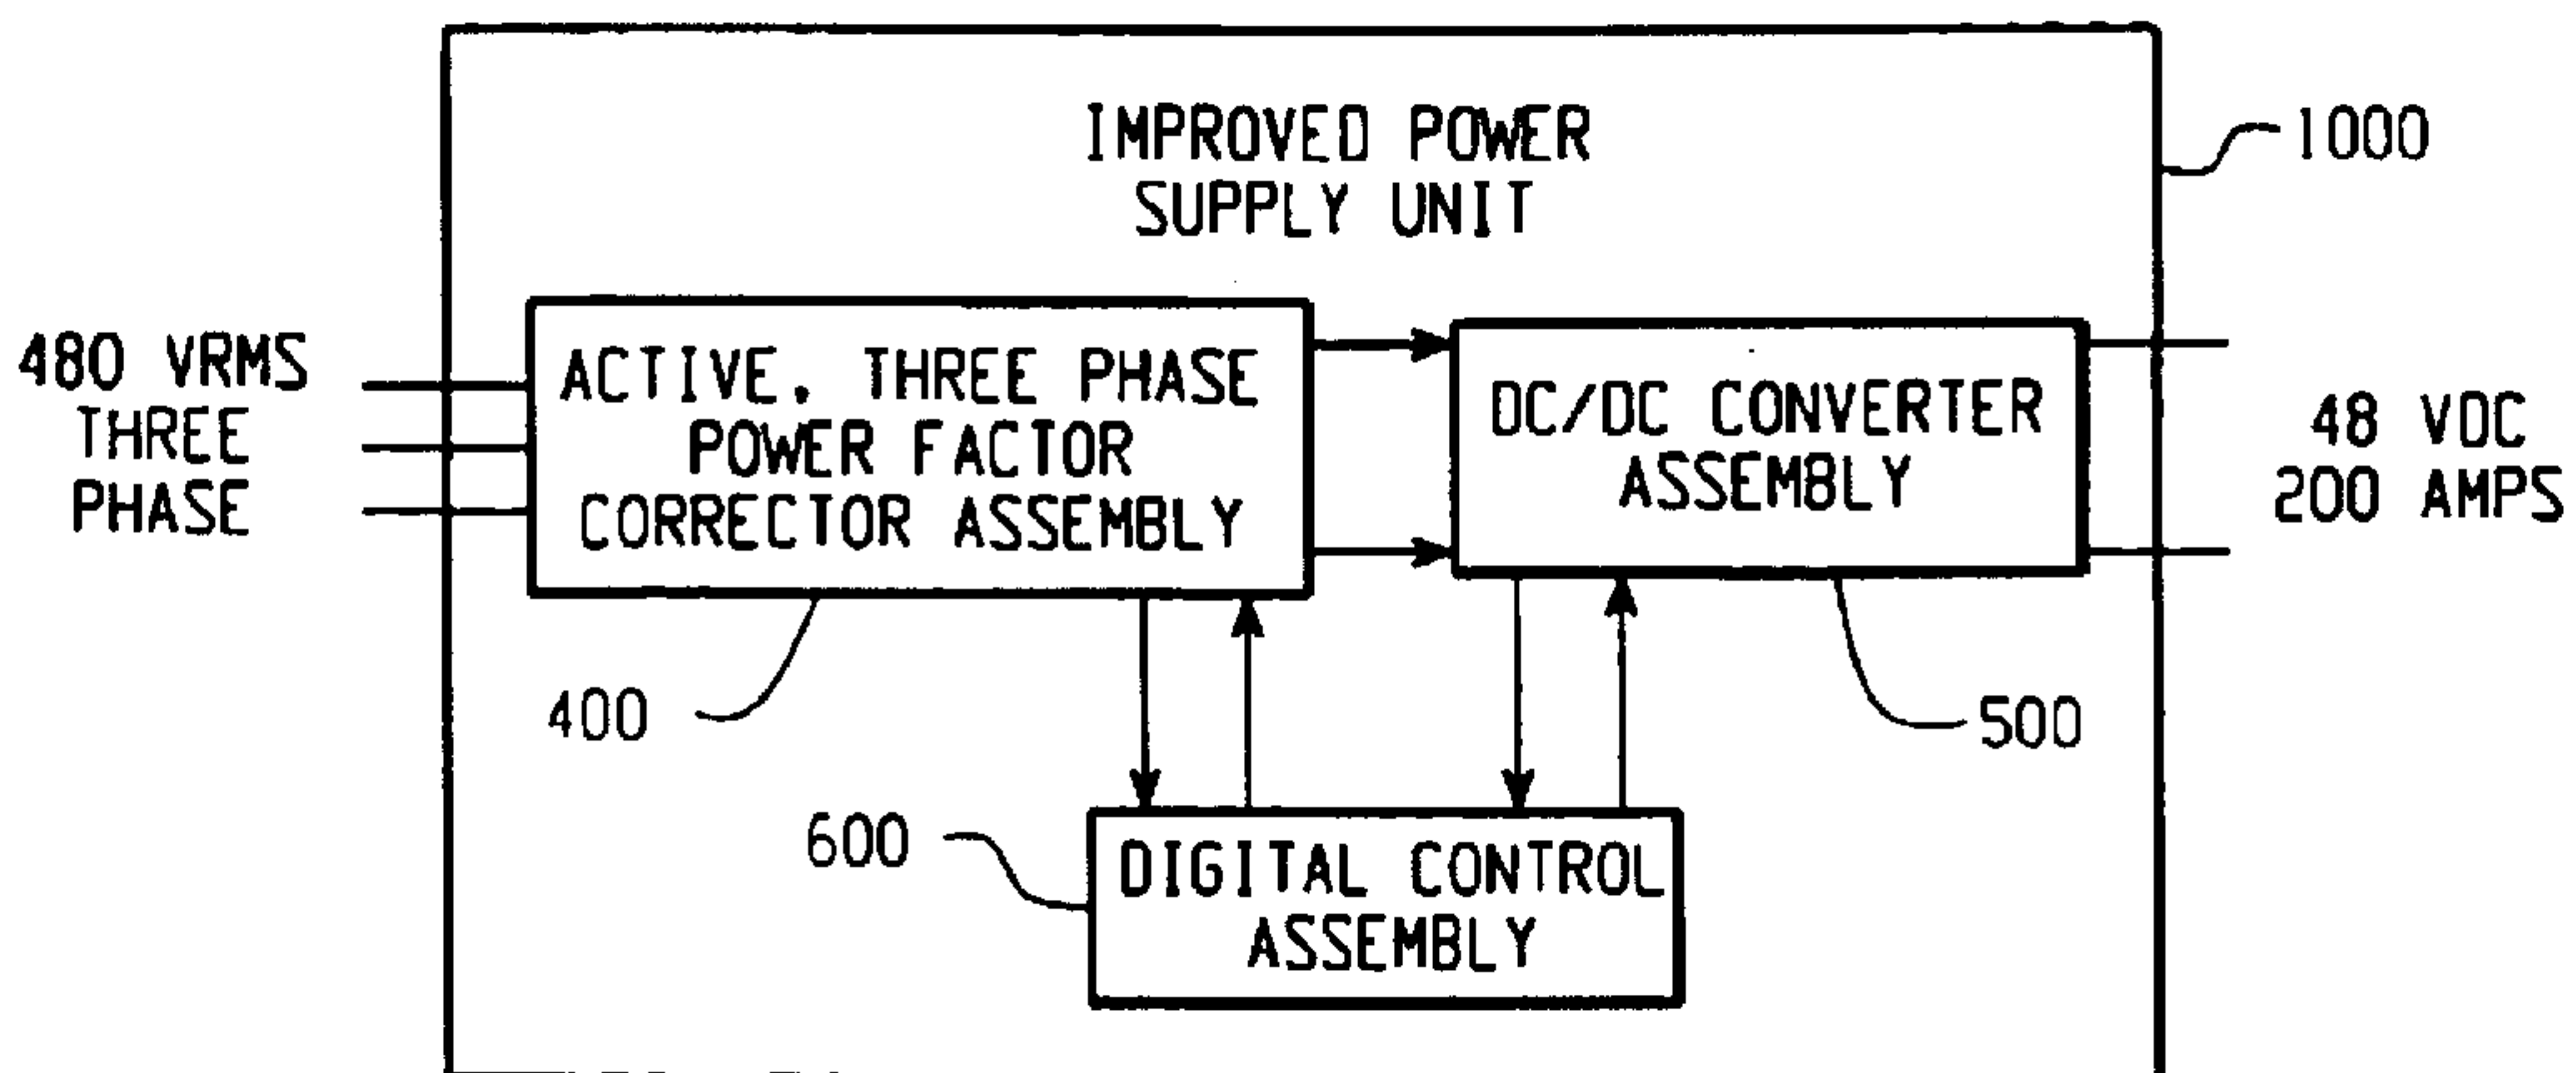 IMPROVED POWER
SUPPLY UNIT
1000
480 VRMS
THREE
PHASE
ACTIVE, THREE PHASE
POWER FACTOR
CORRECTOR ASSEMBLY
DC/DC CONVERTER
ASSEMBLY
48 VDC
200 AMPS
400
500
600
DIGITAL CONTROL
ASSEMBLY